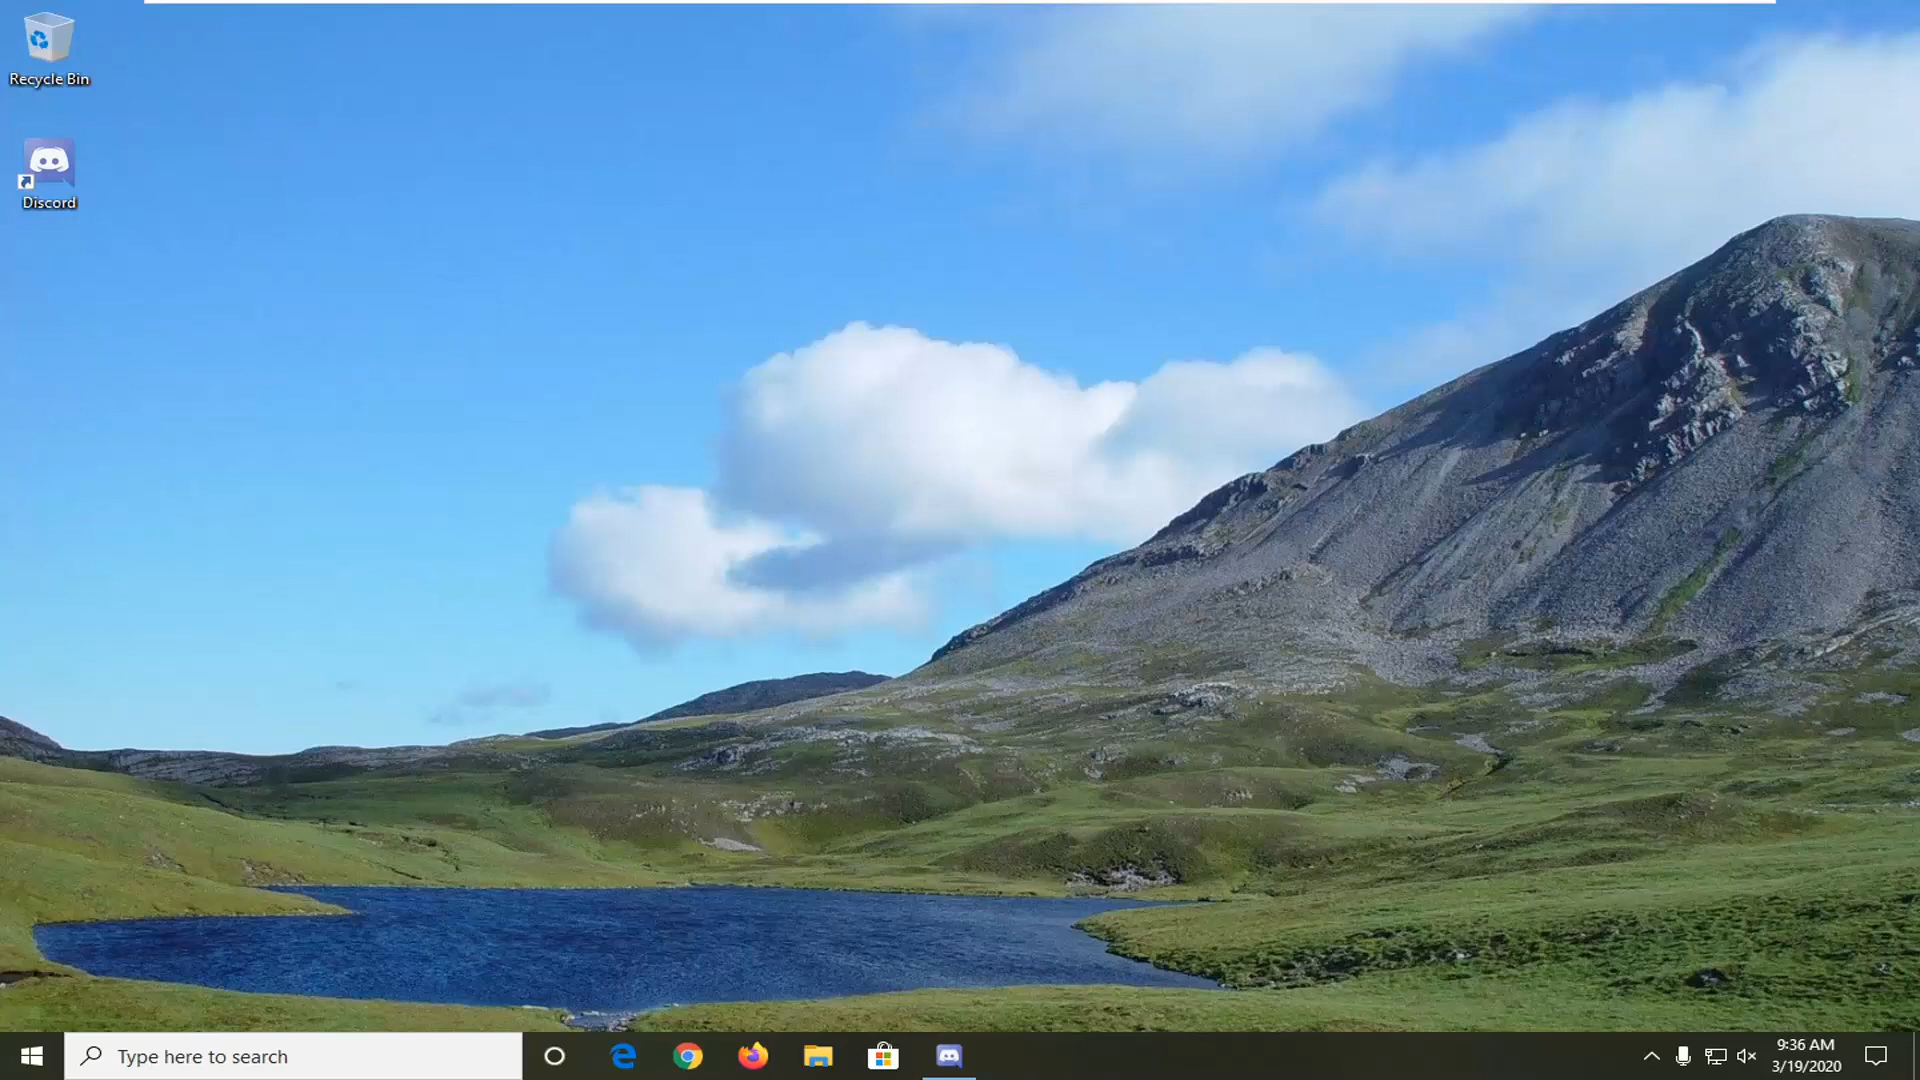 Recycle Bin
Discord
Type here to search
9:36 AM
3/19/2020